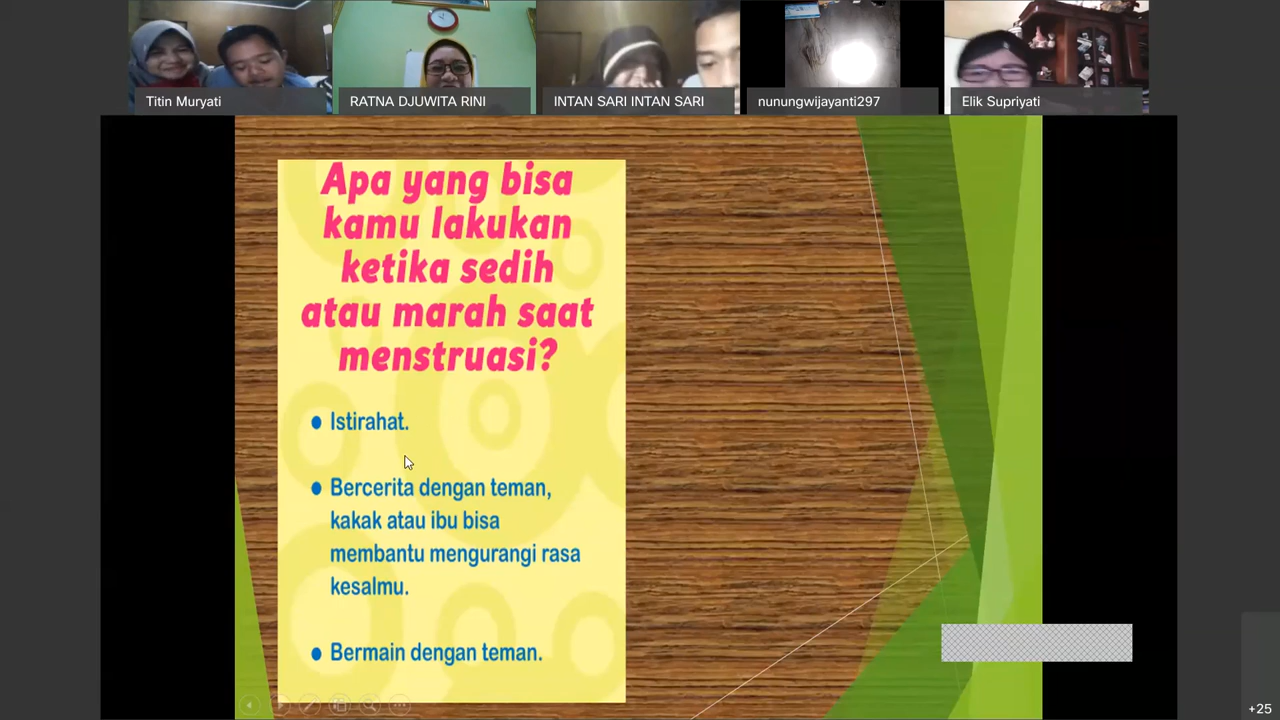 Titin Muryati
RATNA DJUWITA RINI
INTAN SARI INTAN SARI
nunungwijayanti297
Elik Supriyati
Apa yang bisa
kamu lakukan
ketika sedih
atau marah saat
menstruasi?
● Istirahat.
● Bercerita dengan teman,
kakak atau ibu bisa
membantu mengurangi rasa
kesalmu.
● Bermain dengan teman.
+25